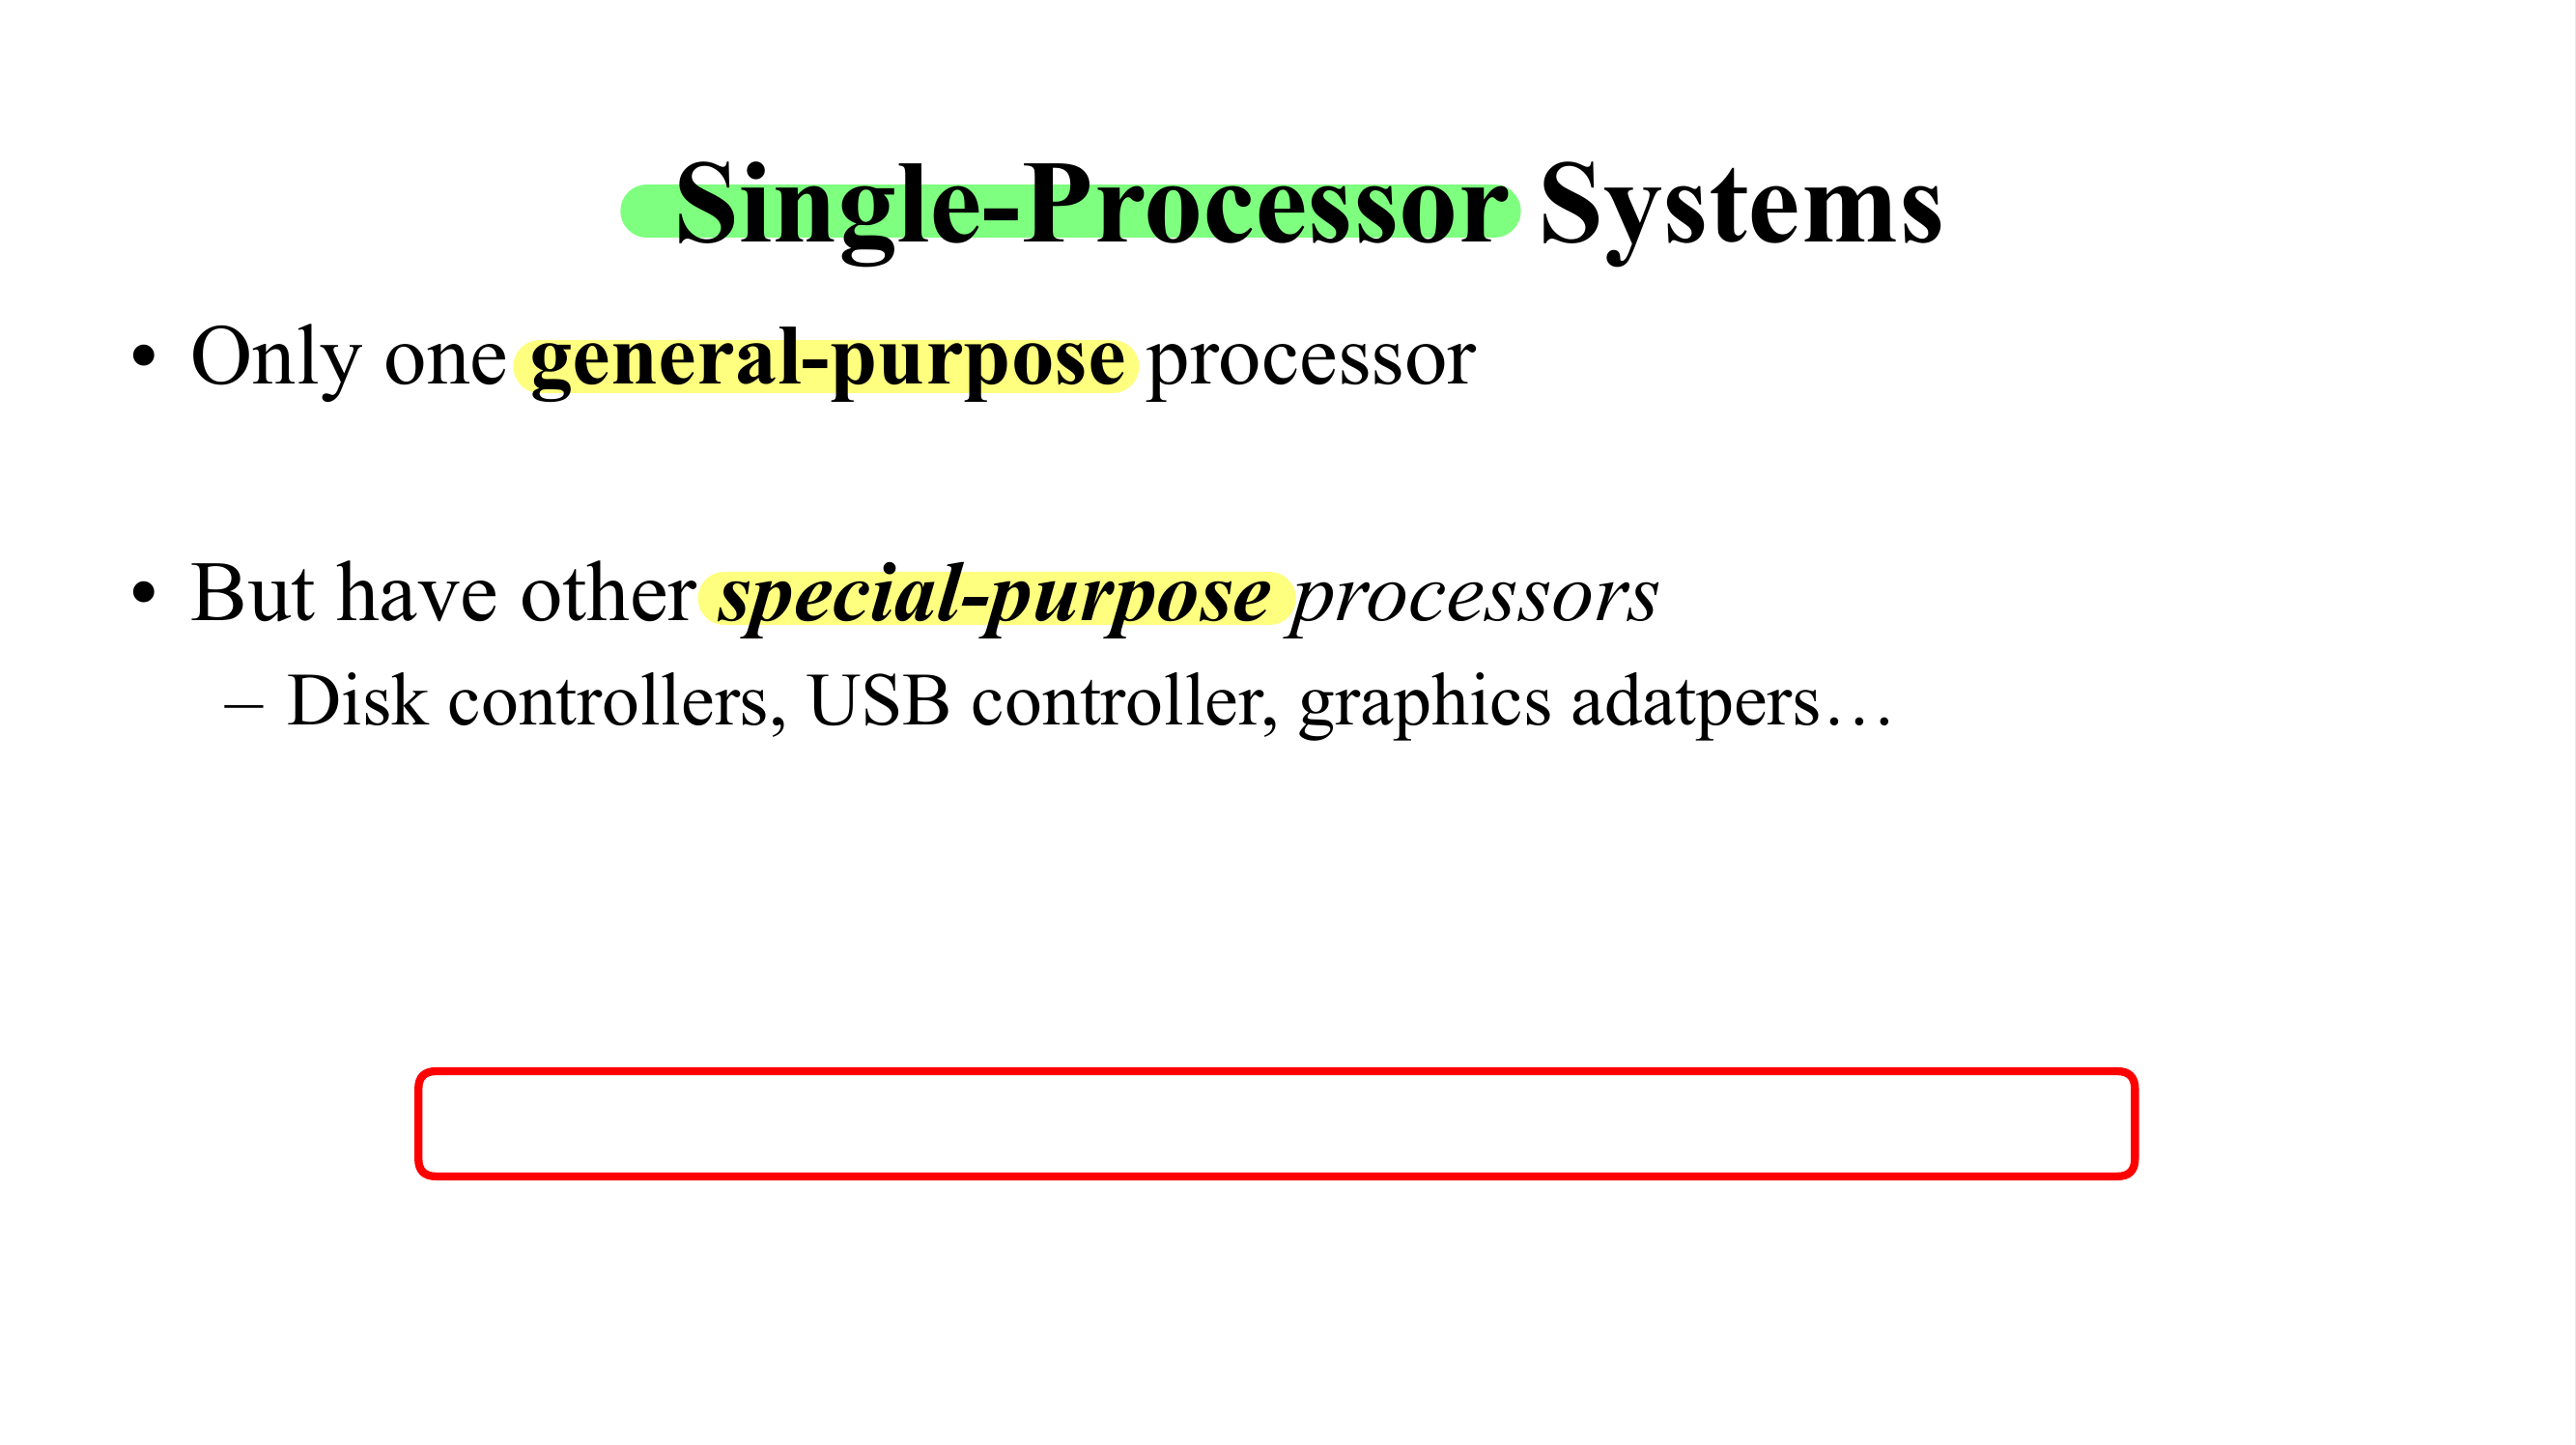 Single-Processor Systems
• Only one general-purpose processor
• But have other special-purpose processors
– Disk controllers, USB controller, graphics adatpers…